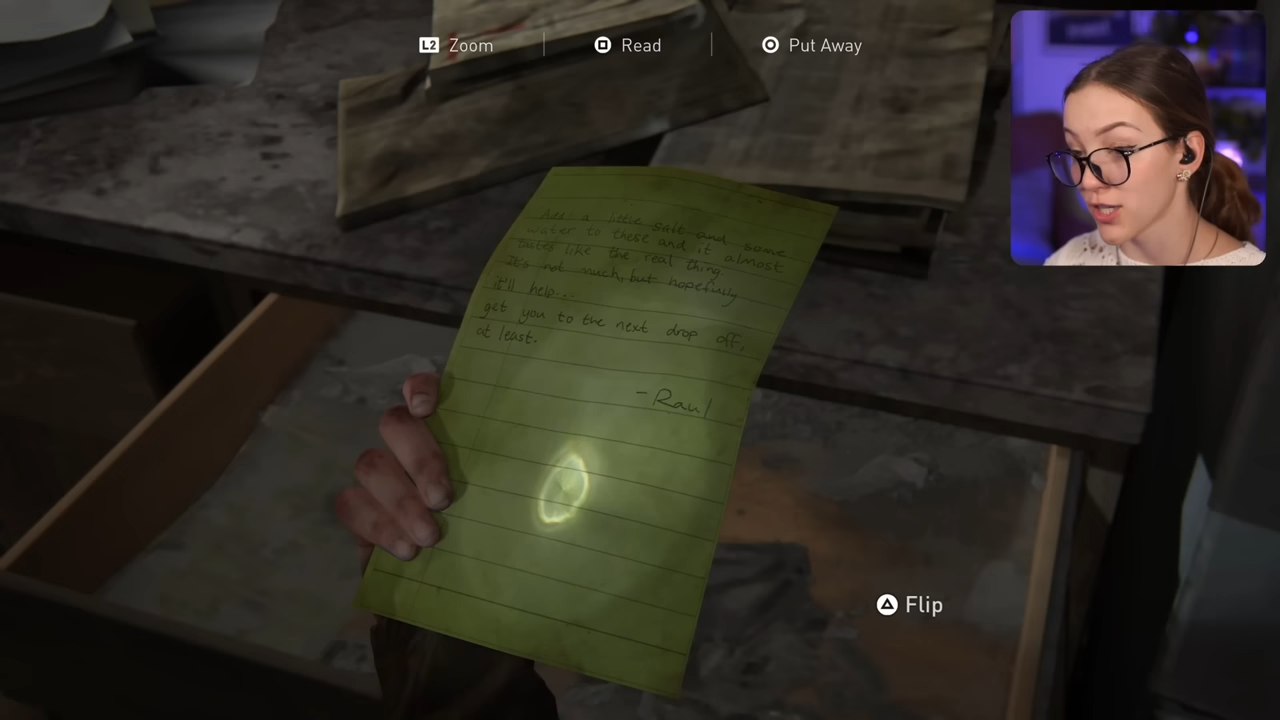 L2 Zoom
Read
Put Away
Add a little salt and some
water to these and it almost
tastes like the real thing.
It's not much, but hopefully
it'll help...
get you to the next drop off,
at least.
-Raul
Flip